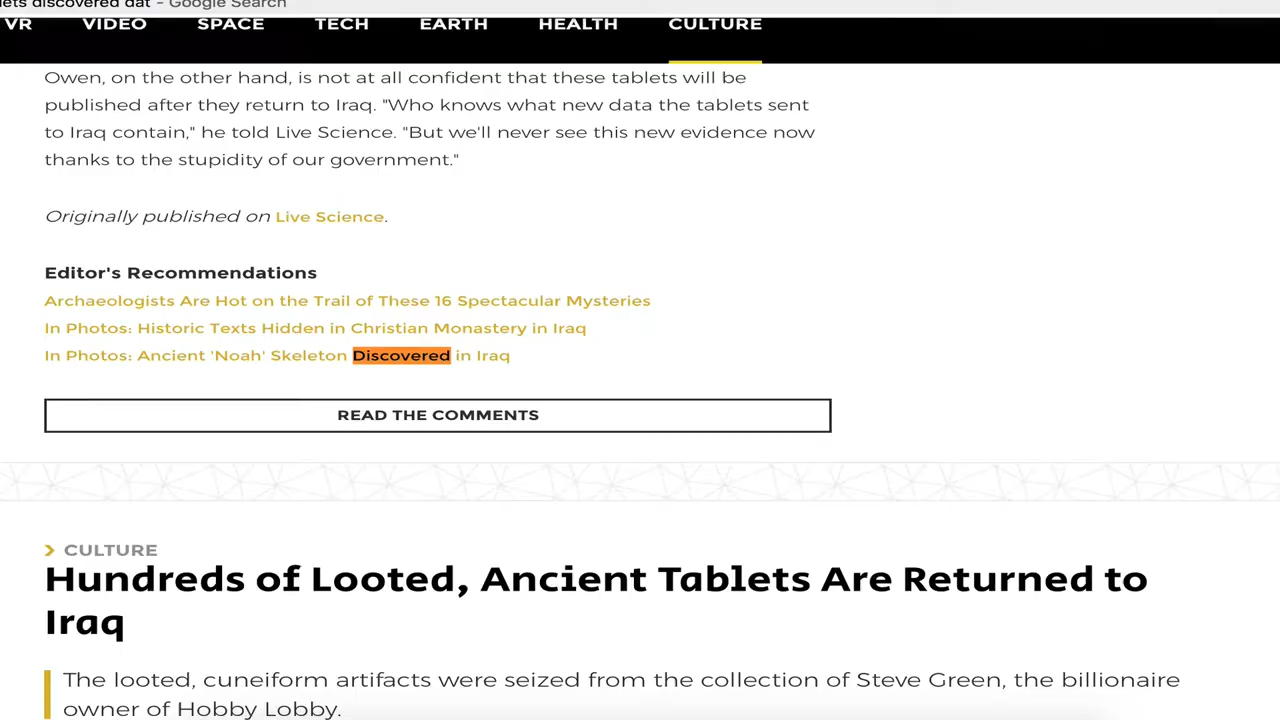 lets discovered dat - Google Search
VR VIDEO SPACE TECH EARTH HEALTH CULTURE
Owen, on the other hand, is not at all confident that these tablets will be
published after they return to Iraq. "Who knows what new data the tablets sent
to Iraq contain," he told Live Science. "But we'll never see this new evidence now
thanks to the stupidity of our government."
Originally published on Live Science.
Editor's Recommendations
Archaeologists Are Hot on the Trail of These 16 Spectacular Mysteries
In Photos: Historic Texts Hidden in Christian Monastery in Iraq
In Photos: Ancient 'Noah' Skeleton Discovered in Iraq
READ THE COMMENTS
CULTURE
Hundreds of Looted, Ancient Tablets Are Returned to
Iraq
The looted, cuneiform artifacts were seized from the collection of Steve Green, the billionaire
owner of Hobby Lobby.